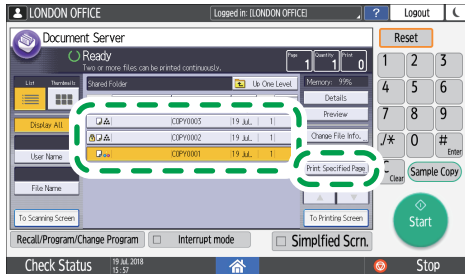 LONDON OFFICE
Logged in: [LONDON OFFICE]
?
Logout
Document Server
Ready
Two or more files can be printed continuously.
Page
Quantity
Print
1
1
0
List
Thumbnails
Shared Folder
Up One Level
Memory: 99%
Details
Preview
Change File Info..
Print Specified Page
Display All
User Name
File Name
COPY0003
19 JUL.
1
COPY0002
19 JUL.
1
COPY0001
19 JUL.
1
To Scanning Screen
To Printing Screen
Recall/Program/Change Program
Interrupt mode
Simplfied Scrn.
Reset
1
2
3
4
5
6
7
8
9
./*
0
#
Enter
C
Clear
Sample Copy
Start
Check Status
19 Jul. 2018
15:57
Stop